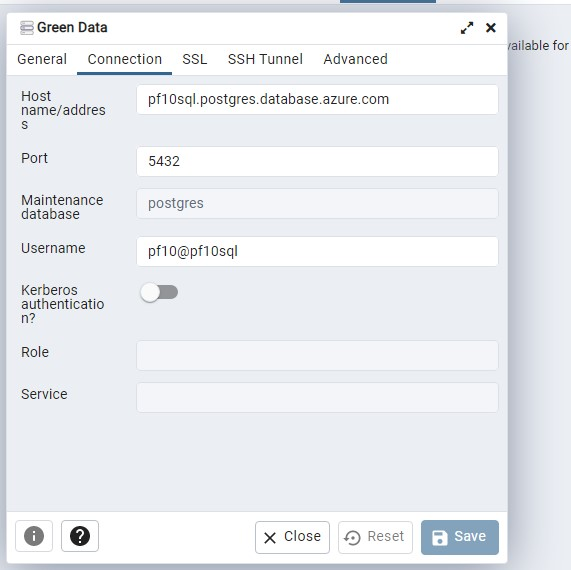 Green Data
vailable for
General Connection SSL SSH Tunnel Advanced
Host
name/addres
s
pf10sql.postgres.database.azure.com
Port
5432
Maintenance
database
postgres
Username
pf10@pf10sql
Kerberos
authenticatio
n?
Role
Service
Close Reset Save